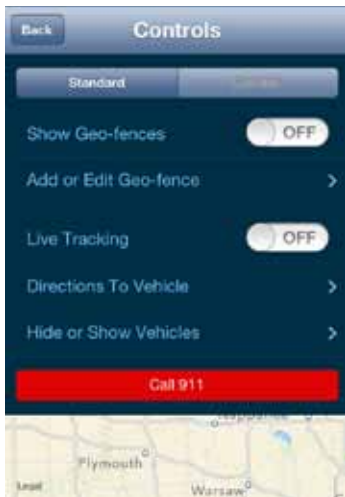 Back
Controls
Standard
Show Geo-fences
OFF
Add or Edit Geo-fence
Live Tracking
OFF
Directions To Vehicle
Hide or Show Vehicles
Call 911
Nappanee
Plymouth
Legal
Warsaw